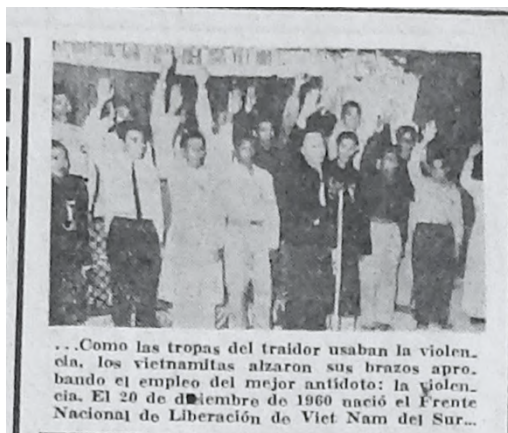 ...Como las tropas del traidor usaban la violen-
cia, los vietnamitas alzaron sus brazos apro-
bando el empleo del mejor antídoto: la violen-
cia. El 20 de diciembre de 1960 nació el Frente
Nacional de Liberación de Viet Nam del Sur...